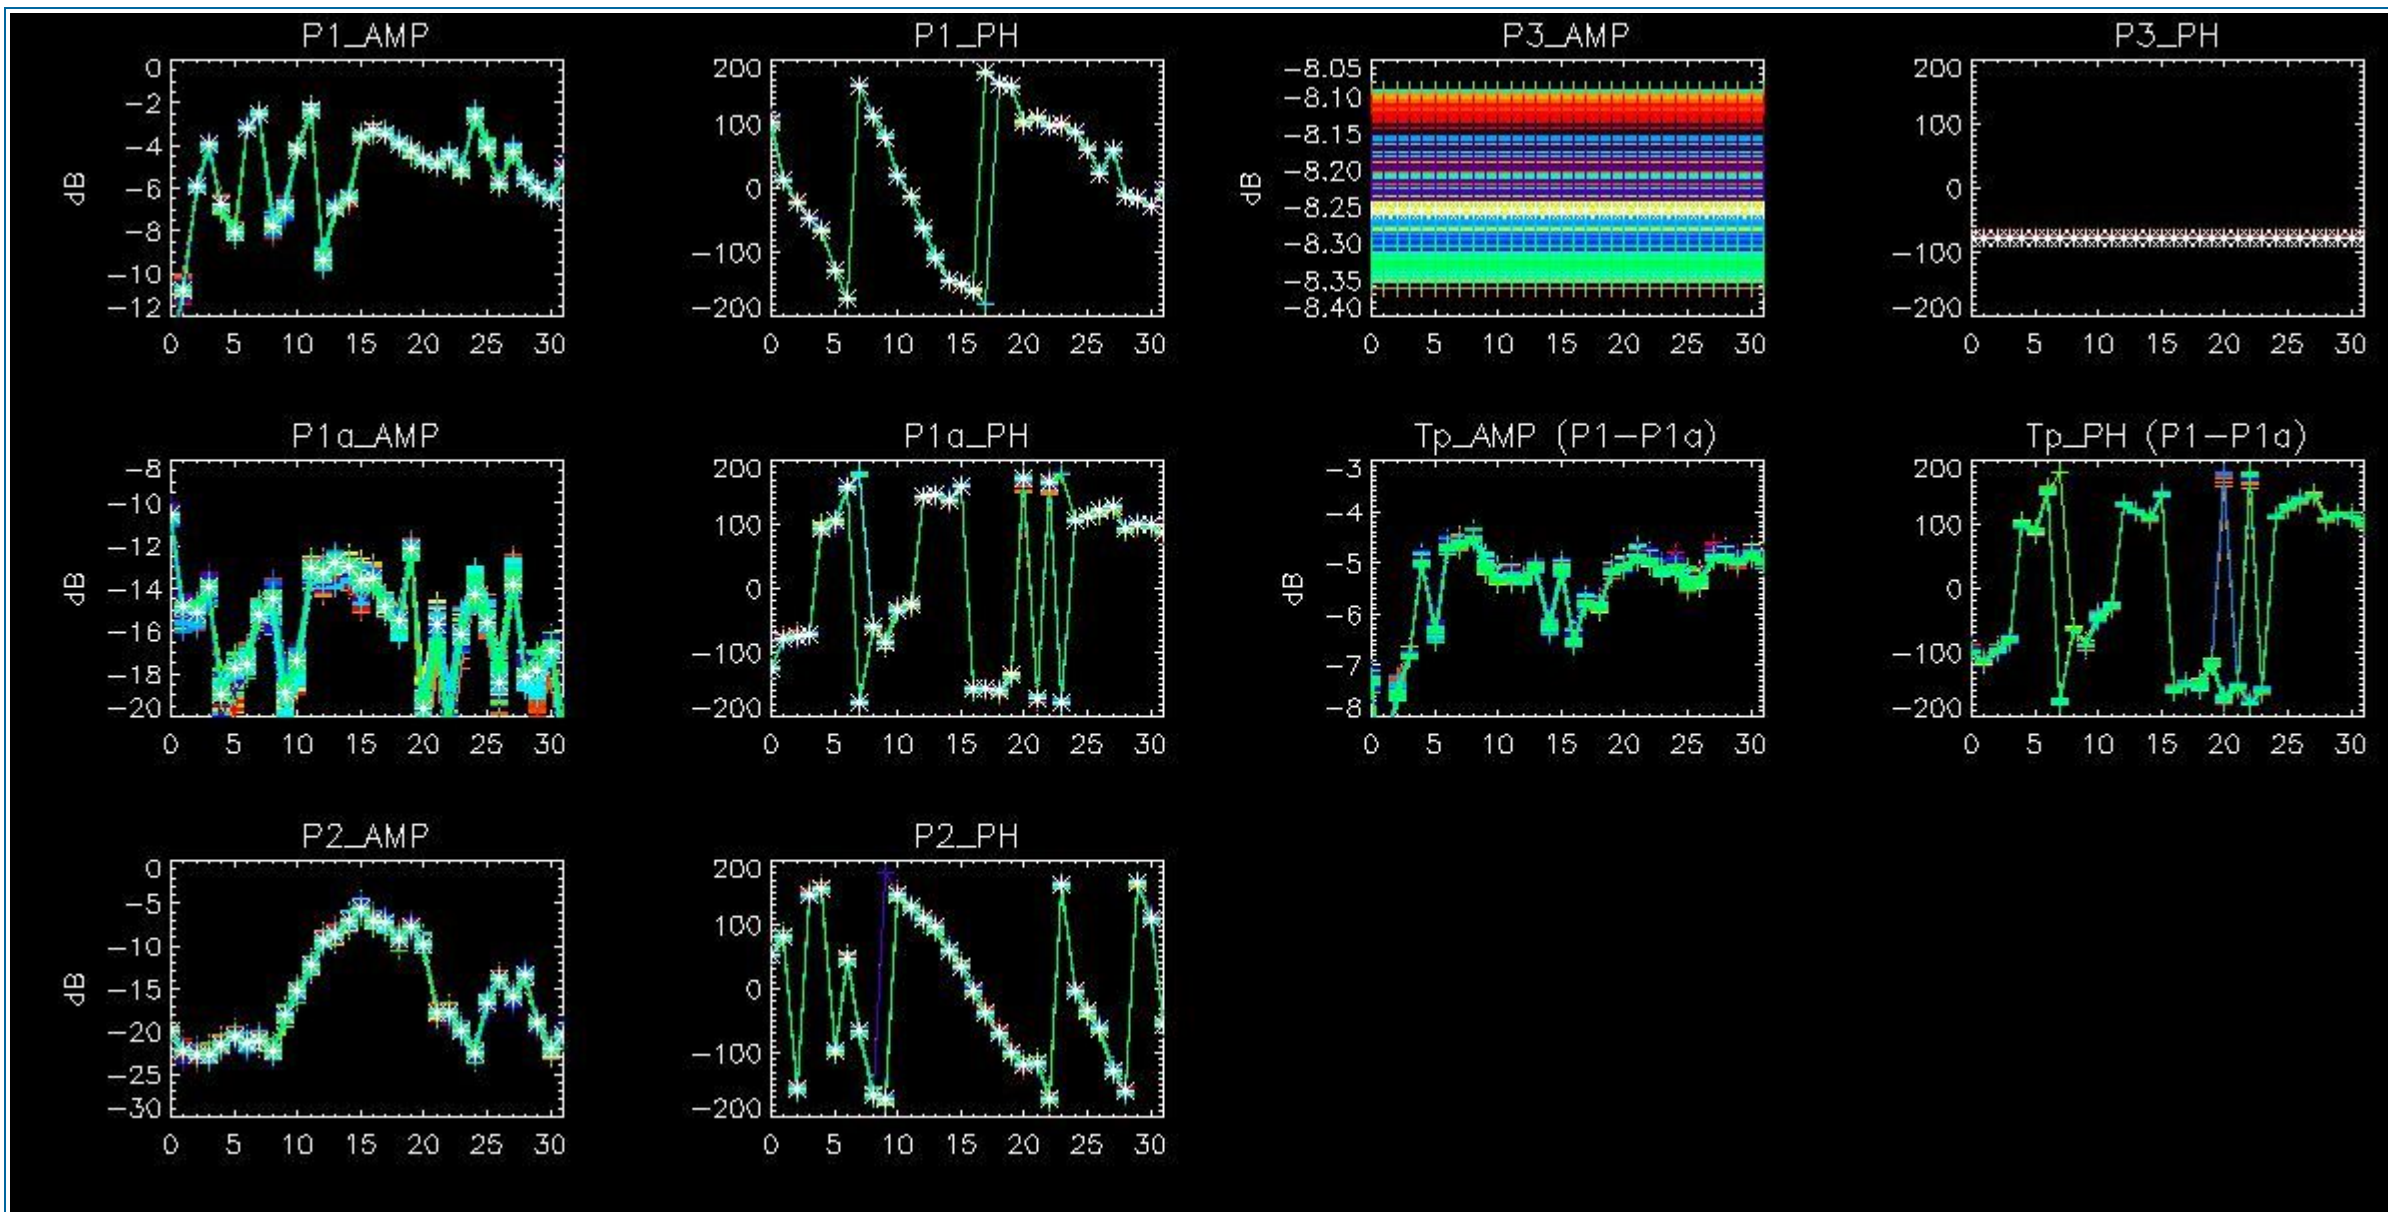 P1_AMP P1_PH P3_AMP P3_PH
0 200 −8.05 200
−2 −8.10
−4 100 −8.15 100
dB −6 0 dB −8.20 0
−8 −8.25
−8.30
−10 −100 −8.35 −100
−12 −200 −8.40 −200
0 5 10 15 20 25 30 0 5 10 15 20 25 30 0 5 10 15 20 25 30 0 5 10 15 20 25 30
P1a_AMP P1a_PH Tp_AMP (P1−P1a) Tp_PH (P1−P1a)
−8 200 −3 200
−10 100 −4 100
−12
dB −14 0 dB −5 0
−16 −6
−18 −100 −7 −100
−20 −200 −8 −200
0 5 10 15 20 25 30 0 5 10 15 20 25 30 0 5 10 15 20 25 30 0 5 10 15 20 25 30
P2_AMP P2_PH
0 200
−5 100
−10
dB −15 0
−20 −100
−25
−30 −200
0 5 10 15 20 25 30 0 5 10 15 20 25 30